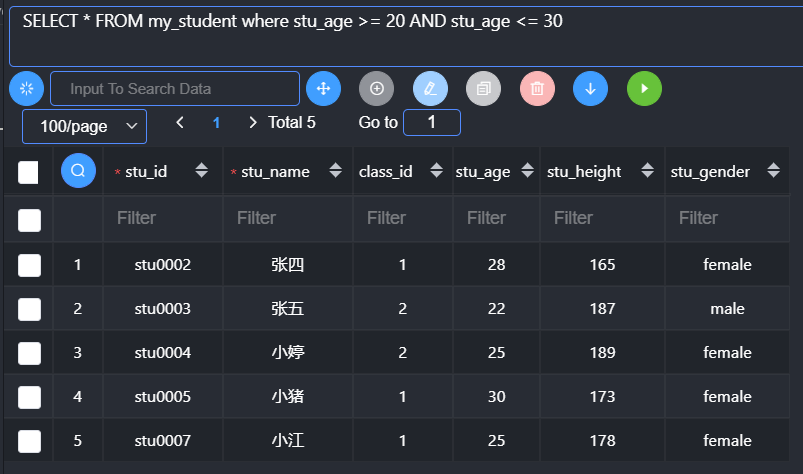 SELECT * FROM my_student where stu_age >= 20 AND stu_age <= 30
Input To Search Data
100/page 1 Total 5 Go to 1
* stu_id * stu_name class_id stu_age stu_height stu_gender
Filter Filter Filter Filter Filter Filter
1 stu0002 张四 1 28 165 female
2 stu0003 张五 2 22 187 male
3 stu0004 小婷 2 25 189 female
4 stu0005 小猪 1 30 173 female
5 stu0007 小江 1 25 178 female